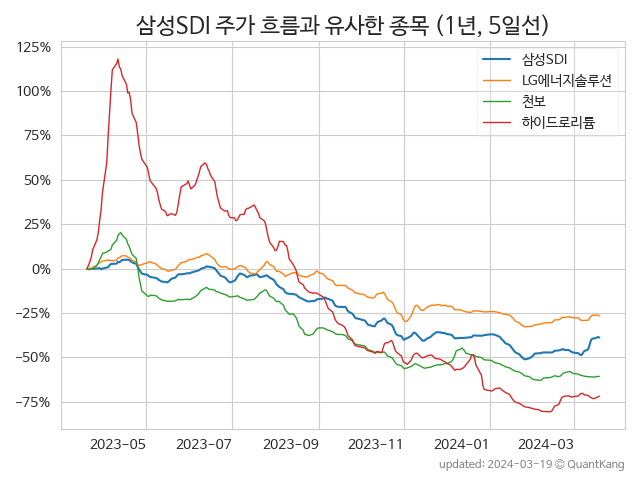 삼성SDI 주가 흐름과 유사한 종목 (1년, 5일선)
125%
100%
75%
50%
25%
0%
−25%
−50%
−75%
삼성SDI
LG에너지솔루션
천보
하이드로리튬
2023-05
2023-07
2023-09
2023-11
2024-01
2024-03
updated: 2024-03-19 © QuantKang